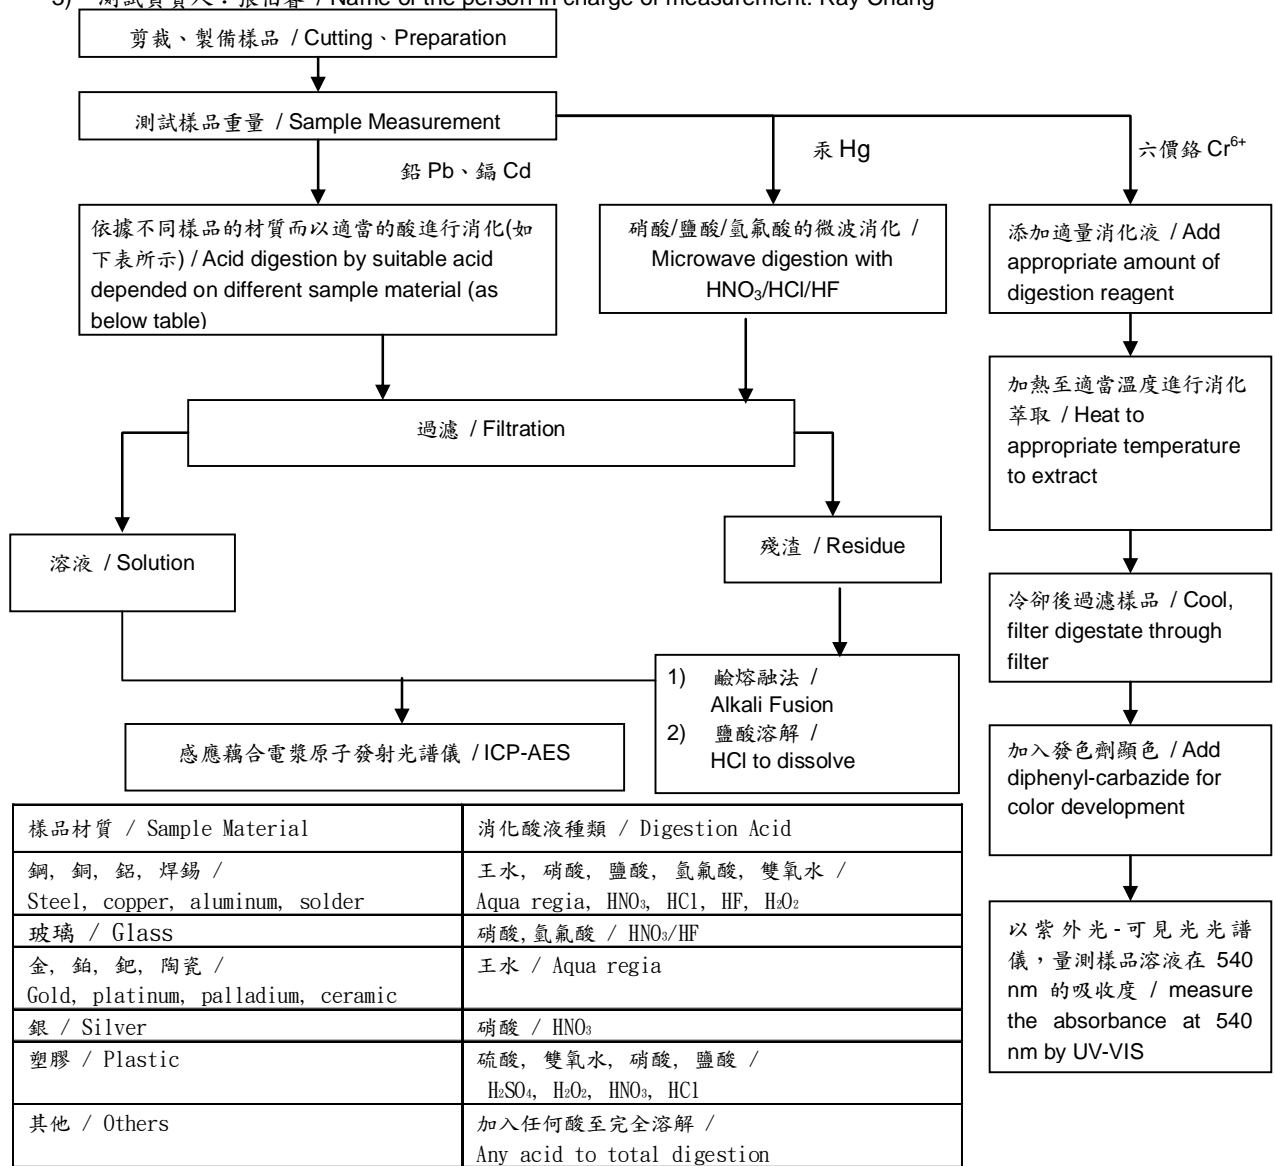 3) 測試負責人：張伯睿 / Name of the person in charge of measurement: Ray Chang
剪裁、製備樣品 / Cutting、Preparation
測試樣品重量 / Sample Measurement
鉛 Pb、鎘 Cd
汞 Hg
六價鉻 Cr⁶⁺
依據不同樣品的材質而以適當的酸進行消化(如
下表所示) / Acid digestion by suitable acid
depended on different sample material (as
below table)
硝酸/鹽酸/氫氟酸的微波消化 /
Microwave digestion with
HNO₃/HCl/HF
添加適量消化液 / Add
appropriate amount of
digestion reagent
過濾 / Filtration
加熱至適當溫度進行消化
萃取 / Heat to
appropriate temperature
to extract
溶液 / Solution
殘渣 / Residue
冷卻後過濾樣品 / Cool,
filter digestate through
filter
1) 鹼熔融法 /
Alkali Fusion
2) 鹽酸溶解 /
HCl to dissolve
感應藕合電漿原子發射光譜儀 / ICP-AES
加入發色劑顯色 / Add
diphenyl-carbazide for
color development
以紫外光-可見光光譜
儀，量測樣品溶液在 540
nm 的吸收度 / measure
the absorbance at 540
nm by UV-VIS
樣品材質 / Sample Material
消化酸液種類 / Digestion Acid
鋼, 銅, 鋁, 焊錫 /
Steel, copper, aluminum, solder
王水, 硝酸, 鹽酸, 氫氟酸, 雙氧水 /
Aqua regia, HNO₃, HCl, HF, H₂O₂
玻璃 / Glass
硝酸,氫氟酸 / HNO₃/HF
金, 鉑, 鈀, 陶瓷 /
Gold, platinum, palladium, ceramic
王水 / Aqua regia
銀 / Silver
硝酸 / HNO₃
塑膠 / Plastic
硫酸, 雙氧水, 硝酸, 鹽酸 /
H₂SO₄, H₂O₂, HNO₃, HCl
其他 / Others
加入任何酸至完全溶解 /
Any acid to total digestion